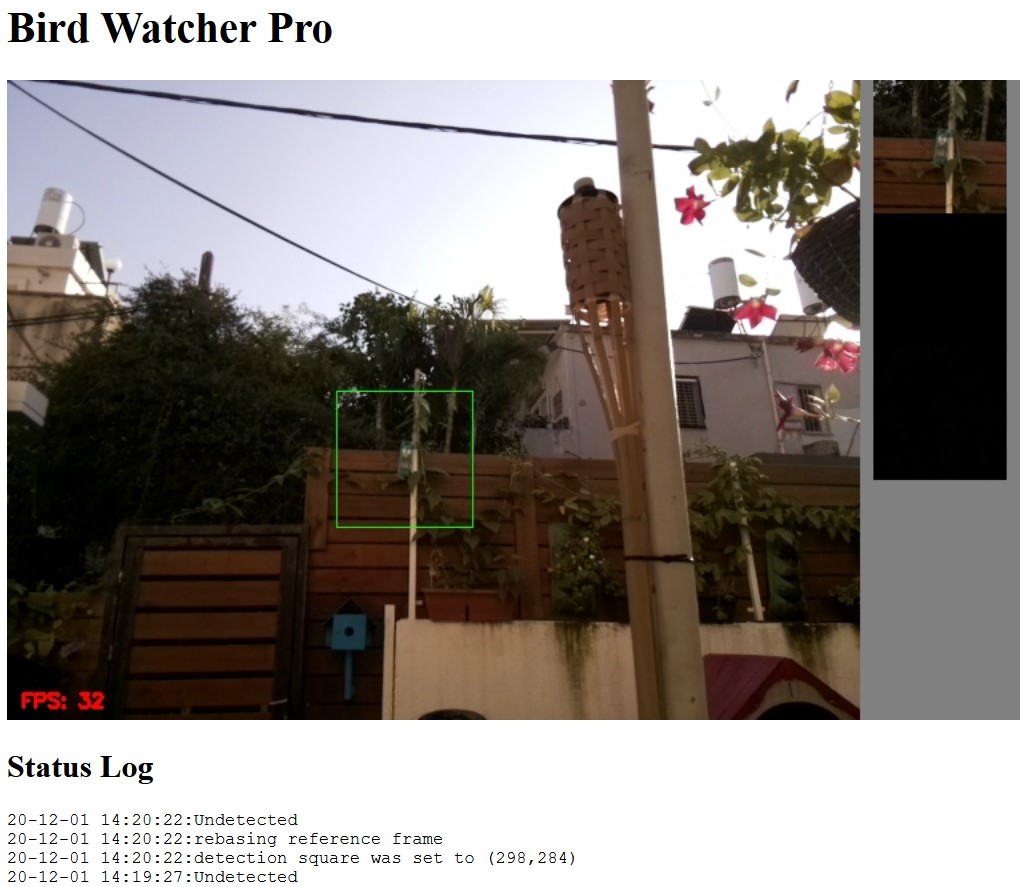 Bird Watcher Pro
FPS: 32
Status Log
20-12-01 14:20:22:Undetected
20-12-01 14:20:22:rebasing reference frame
20-12-01 14:20:22:detection square was set to (298,284)
20-12-01 14:19:27:Undetected